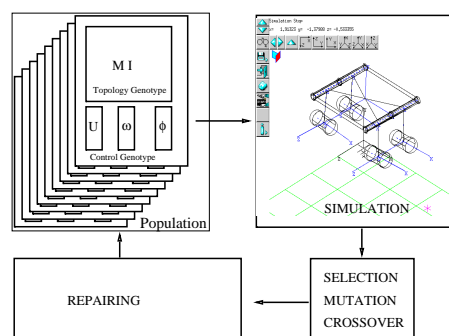 M I
Topology Genotype
U ω ϕ
Control Genotype
Population
Simulation Stop
SIMULATION
REPAIRING
SELECTION
MUTATION
CROSSOVER